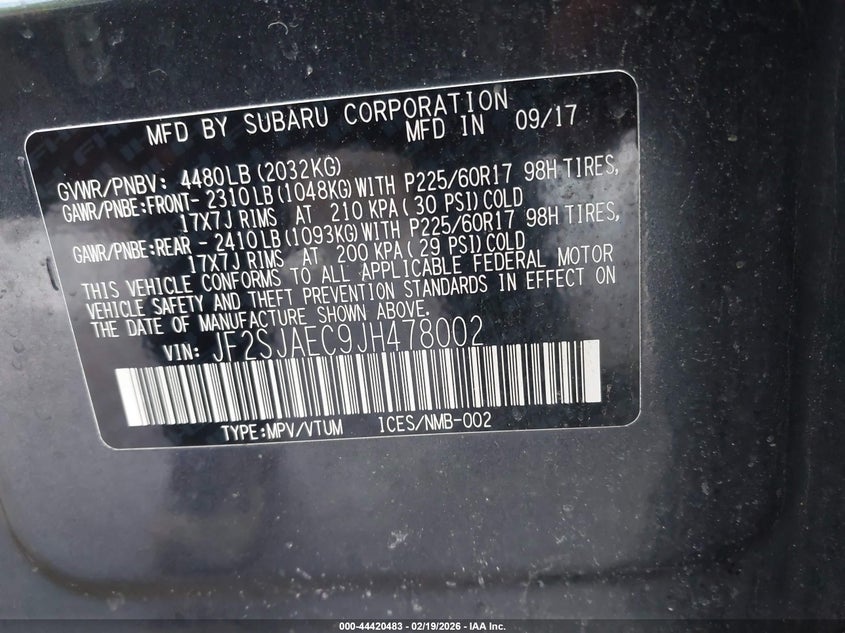 MFD BY SUBARU CORPORATION
MFD IN 09/17
GVWR/PNBV: 4480LB(2032KG)
GAWR/PNBE:FRONT- 2310LB(1048KG)WITH P225/60R17 98H TIRES,
17X7J RIMS AT 210 KPA( 30 PSI)COLD
GAWR/PNBE:REAR - 2410LB(1093KG)WITH P225/60R17 98H TIRES,
17X7J RIMS AT 200 KPA( 29 PSI)COLD
THIS VEHICLE CONFORMS TO ALL APPLICABLE FEDERAL MOTOR
VEHICLE SAFETY AND THEFT PREVENTION STANDARDS IN EFFECT ON
THE DATE OF MANUFACTURE SHOWN ABOVE.
VIN: JF2SJAEC9JH478002
TYPE:MPV/VTUM ICES/NMB-002
000-44420483 - 02/19/2026 - IAA Inc.